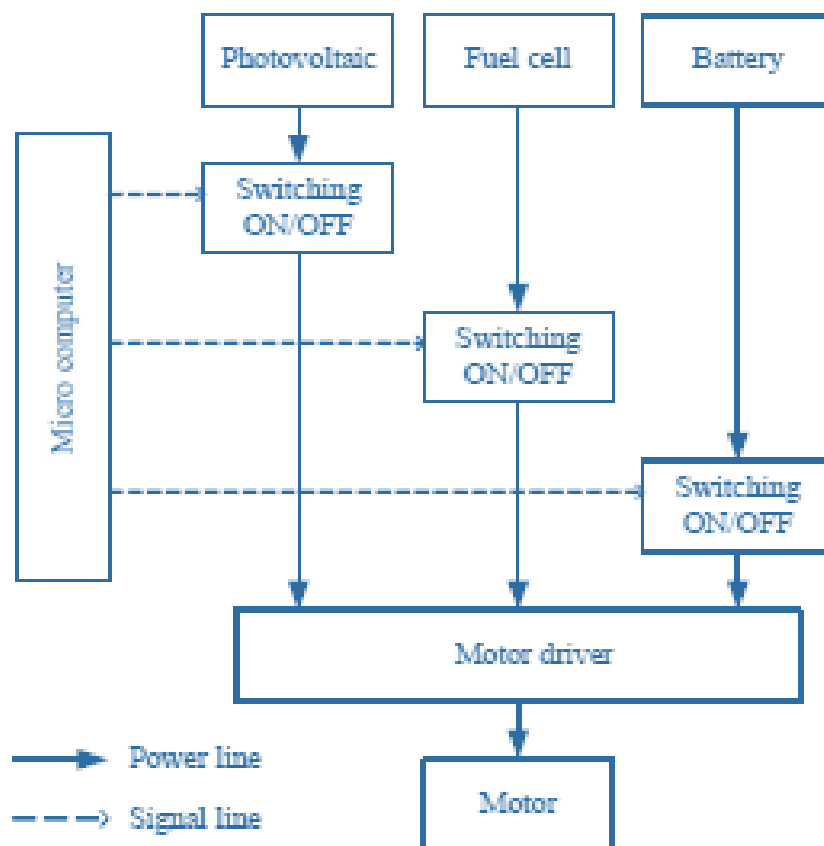 Photovoltaic
Fuel cell
Battery
Switching
ON/OFF
Switching
ON/OFF
Switching
ON/OFF
Micro computer
Motor driver
Motor
Power line
Signal line